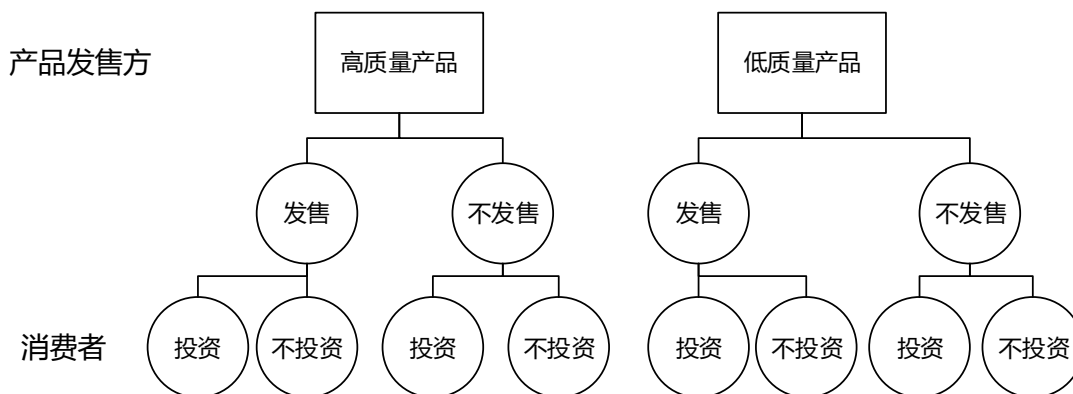 产品发售方
高质量产品
低质量产品
发售
不发售
发售
不发售
消费者
投资
不投资
投资
不投资
投资
不投资
投资
不投资